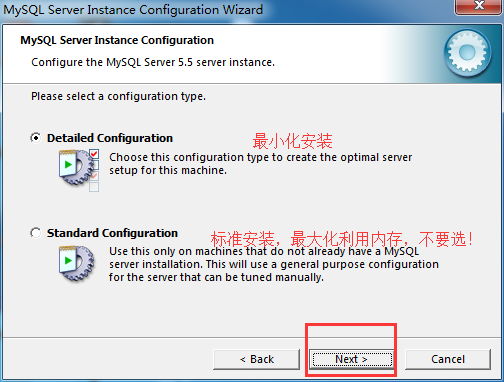 MySQL Server Instance Configuration Wizard
MySQL Server Instance Configuration
Configure the MySQL Server 5.5 server instance.
Please select a configuration type.
Detailed Configuration
最小化安装
Choose this configuration type to create the optimal server
setup for this machine.
Standard Configuration
标准安装，最大化利用内存，不要选！
Use this only on machines that do not already have a MySQL
server installation. This will use a general purpose configuration
for the server that can be tuned manually.
< Back
Next >
Cancel